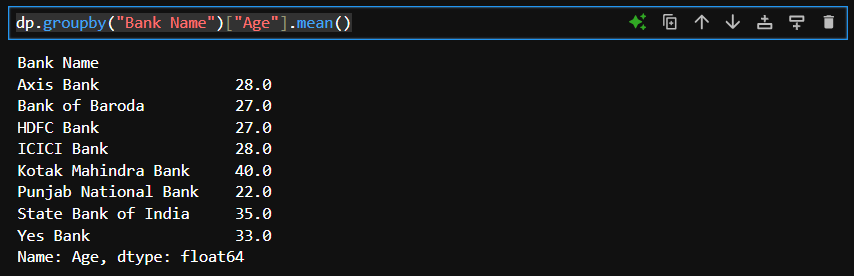 dp.groupby("Bank Name")["Age"].mean()
Bank Name
Axis Bank 28.0
Bank of Baroda 27.0
HDFC Bank 27.0
ICICI Bank 28.0
Kotak Mahindra Bank 40.0
Punjab National Bank 22.0
State Bank of India 35.0
Yes Bank 33.0
Name: Age, dtype: float64